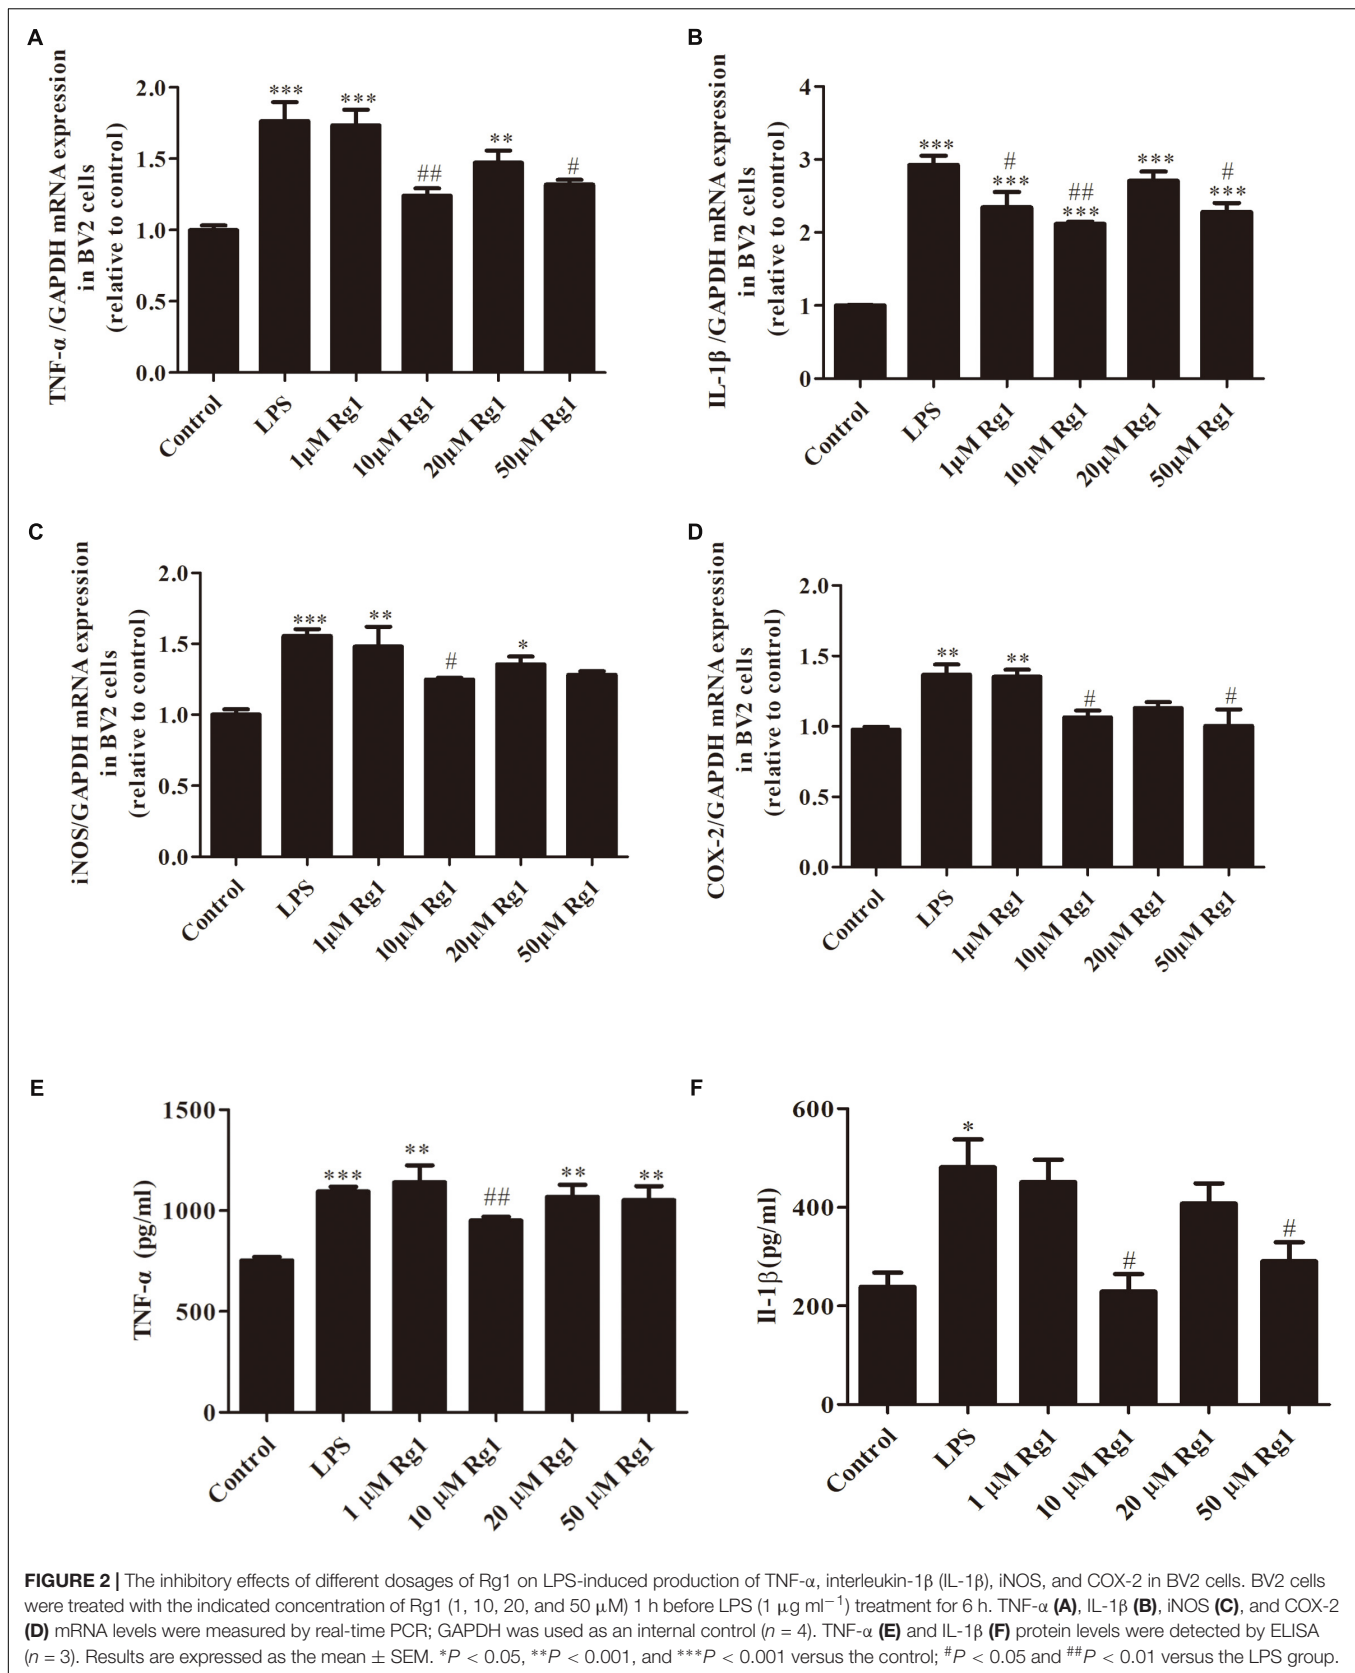 A
TNF-α /GAPDH mRNA expression
in BV2 cells
(relative to control)
2.0
1.5
1.0
0.5
0.0
***
***
##
**
#
Control
LPS
1μM Rg1
10μM Rg1
20μM Rg1
50μM Rg1
B
IL-1β /GAPDH mRNA expression
in BV2 cells
(relative to control)
4
3
2
1
0
***
#
***
##
***
***
#
***
Control
LPS
1μM Rg1
10μM Rg1
20μM Rg1
50μM Rg1
C
iNOS/GAPDH mRNA expression
in BV2 cells
(relative to control)
2.0
1.5
1.0
0.5
0.0
***
**
#
*
Control
LPS
1μM Rg1
10μM Rg1
20μM Rg1
50μM Rg1
D
COX-2/GAPDH mRNA expression
in BV2 cells
(relative to control)
2.0
1.5
1.0
0.5
0.0
**
**
#
#
Control
LPS
1μM Rg1
10μM Rg1
20μM Rg1
50μM Rg1
E
TNF-α (pg/ml)
1500
1000
500
0
***
**
##
**
**
Control
LPS
1 μM Rg1
10 μM Rg1
20 μM Rg1
50 μM Rg1
F
Il-1β(pg/ml)
600
400
200
0
*
#
#
Control
LPS
1 μM Rg1
10 μM Rg1
20 μM Rg1
50 μM Rg1
FIGURE 2 | The inhibitory effects of different dosages of Rg1 on LPS-induced production of TNF-α, interleukin-1β (IL-1β), iNOS, and COX-2 in BV2 cells. BV2 cells
were treated with the indicated concentration of Rg1 (1, 10, 20, and 50 μM) 1 h before LPS (1 μg ml⁻¹) treatment for 6 h. TNF-α (A), IL-1β (B), iNOS (C), and COX-2
(D) mRNA levels were measured by real-time PCR; GAPDH was used as an internal control (n = 4). TNF-α (E) and IL-1β (F) protein levels were detected by ELISA
(n = 3). Results are expressed as the mean ± SEM. *P < 0.05, **P < 0.001, and ***P < 0.001 versus the control; #P < 0.05 and ##P < 0.01 versus the LPS group.